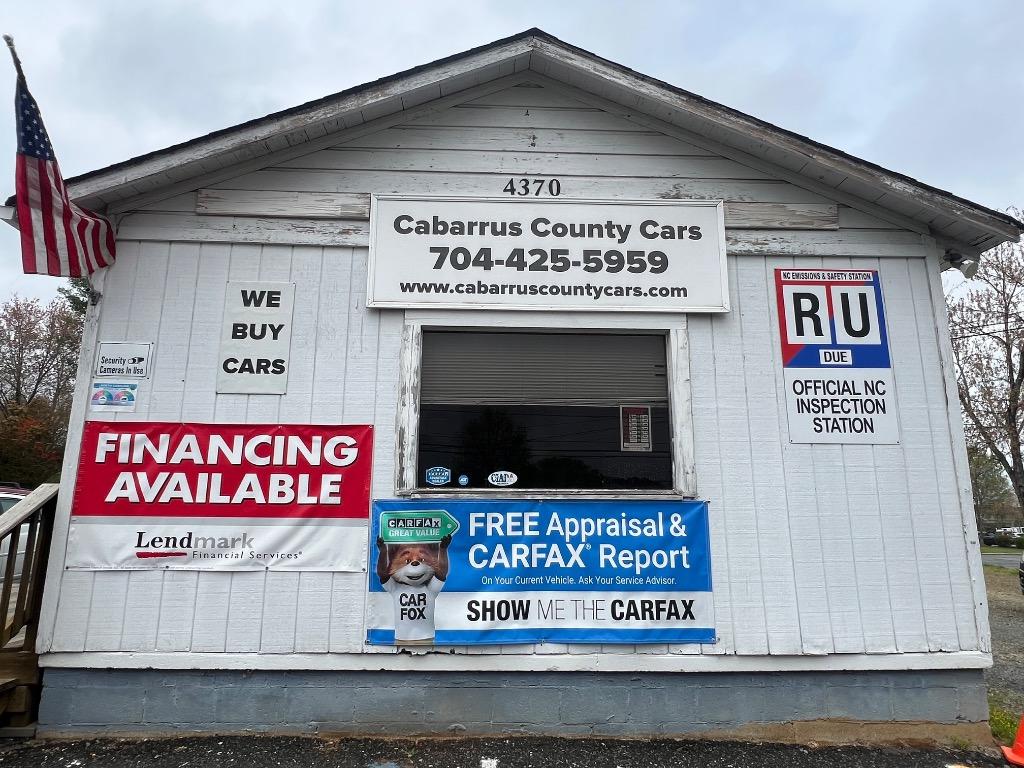 4370
Cabarrus County Cars
704-425-5959
www.cabarruscountycars.com
WE
BUY
CARS
NC EMISSIONS & SAFETY STATION
R U
DUE
OFFICIAL NC
INSPECTION
STATION
Security
Cameras In Use
FINANCING
AVAILABLE
Lendmark
Financial Services®
CARFAX
GREAT VALUE
CAR
FOX
FREE Appraisal &
CARFAX® Report
On Your Current Vehicle. Ask Your Service Advisor.
SHOW ME THE CARFAX